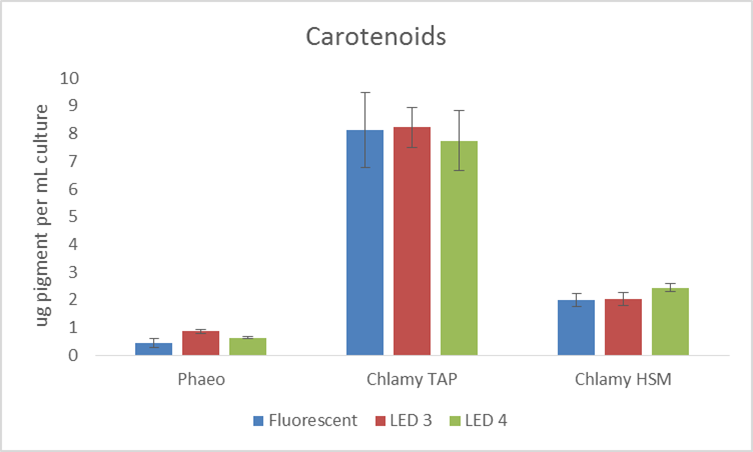 Carotenoids
ug pigment per mL culture
10
9
8
7
6
5
4
3
2
1
0
Phaeo Chlamy TAP Chlamy HSM
Fluorescent LED 3 LED 4